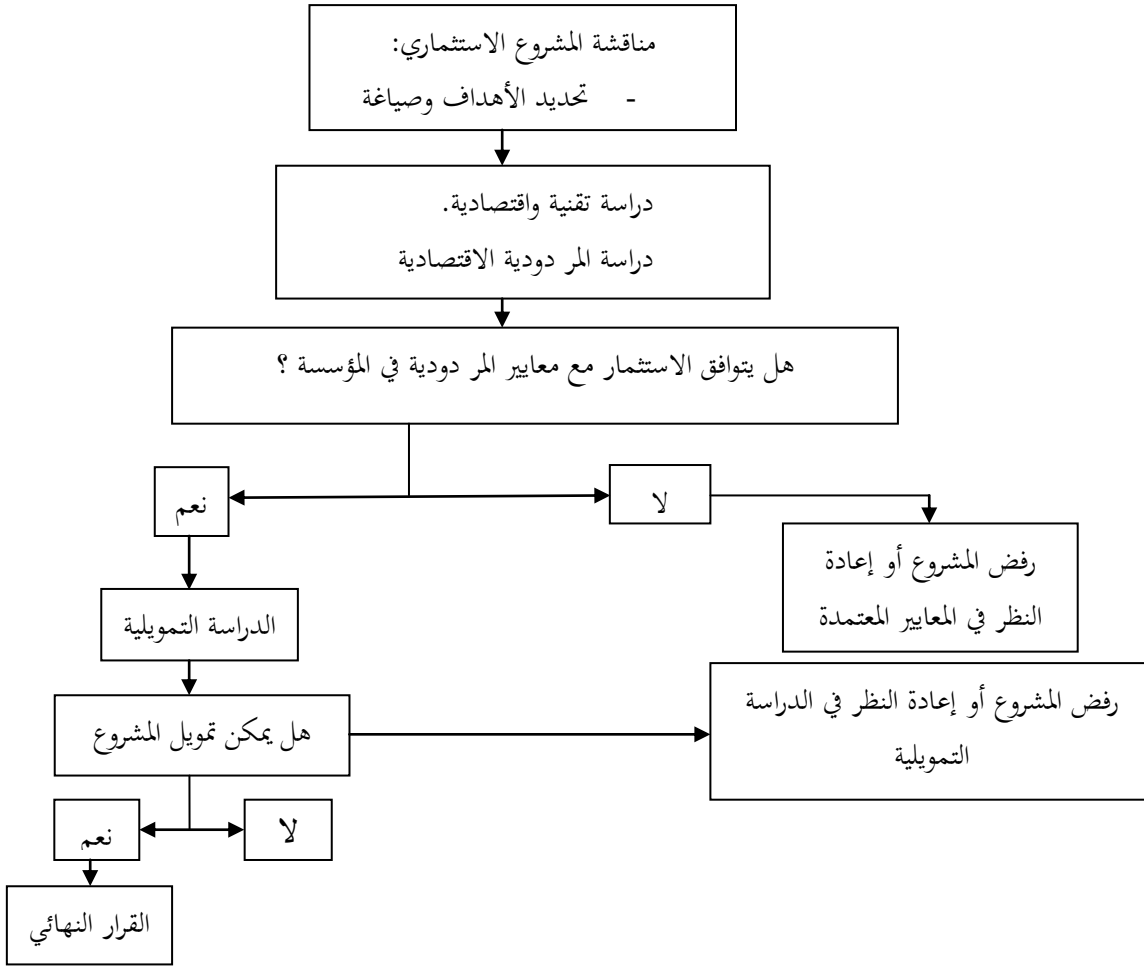 مناقشة المشروع الاستثماري:
- تحديد الأهداف وصياغة
دراسة تقنية واقتصادية.
دراسة المر دودية الاقتصادية
هل يتوافق الاستثمار مع معايير المر دودية في المؤسسة ؟
نعم
لا
رفض المشروع أو إعادة
النظر في المعايير المعتمدة
الدراسة التمويلية
رفض المشروع أو إعادة النظر في الدراسة
التمويلية
هل يمكن تمويل المشروع
نعم
لا
القرار النهائي